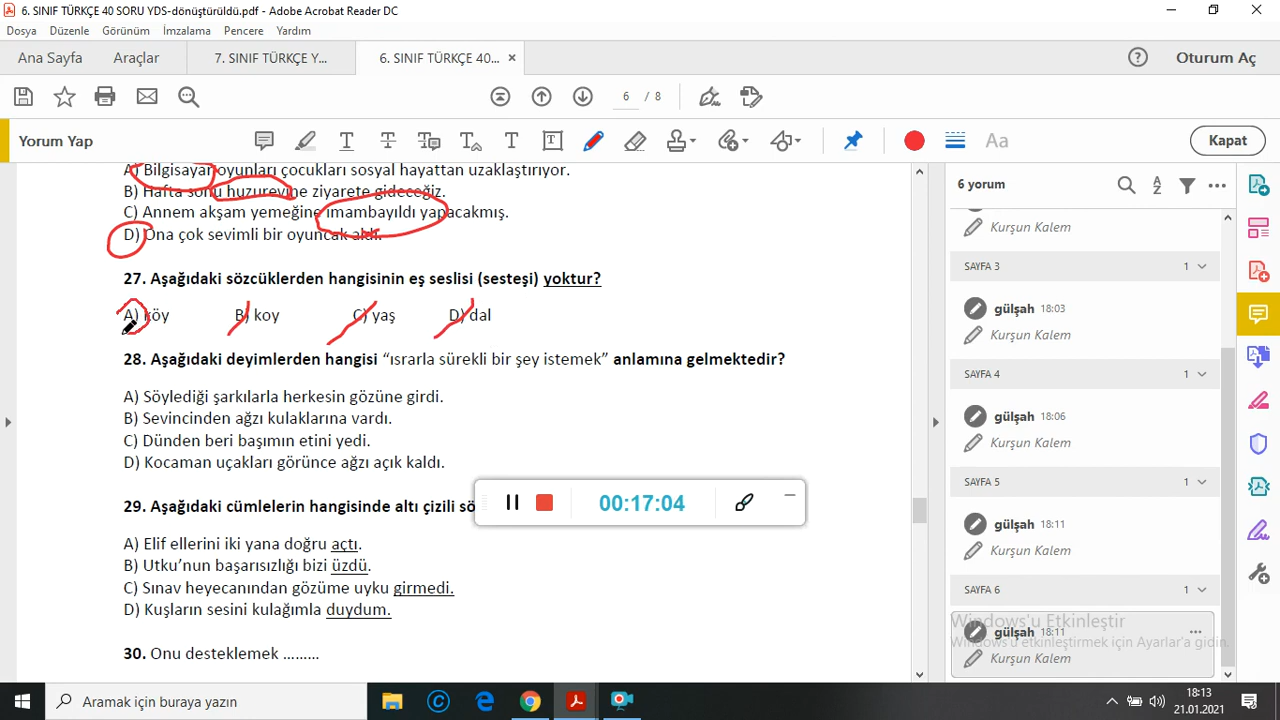 6. SINIF TÜRKÇE 40 SORU YDS-dönüştürüldü.pdf - Adobe Acrobat Reader DC
Dosya Düzenle Görünüm İmzalama Pencere Yardım
Ana Sayfa Araçlar 7. SINIF TÜRKÇE Y... 6. SINIF TÜRKÇE 40... × Oturum Aç
6 / 8
Yorum Yap Aa Kapat
A) Bilgisayar oyunları çocukları sosyal hayattan uzaklaştırıyor.
B) Hafta sonu huzurevine ziyarete gideceğiz.
C) Annem akşam yemeğine imambayıldı yapacakmış.
D) Ona çok sevimli bir oyuncak aldı.
27. Aşağıdaki sözcüklerden hangisinin eş seslisi (sesteşi) yoktur?
A) köy B) koy C) yaş D) dal
28. Aşağıdaki deyimlerden hangisi “ısrarla sürekli bir şey istemek” anlamına gelmektedir?
A) Söylediği şarkılarla herkesin gözüne girdi.
B) Sevincinden ağzı kulaklarına vardı.
C) Dünden beri başımın etini yedi.
D) Kocaman uçakları görünce ağzı açık kaldı.
29. Aşağıdaki cümlelerin hangisinde altı çizili sö
A) Elif ellerini iki yana doğru açtı.
B) Utku’nun başarısızlığı bizi üzdü.
C) Sınav heyecanından gözüme uyku girmedi.
D) Kuşların sesini kulağımla duydum.
30. Onu desteklemek .........
00:17:04
6 yorum
Kurşun Kalem
SAYFA 3 1
gülşah 18:03
Kurşun Kalem
SAYFA 4 1
gülşah 18:06
Kurşun Kalem
SAYFA 5 1
gülşah 18:11
Kurşun Kalem
SAYFA 6 1
gülşah 18:11
Kurşun Kalem
Windows'u Etkinleştir
Windows'u etkinleştirmek için Ayarlar'a gidin.
Aramak için buraya yazın
18:13
21.01.2021